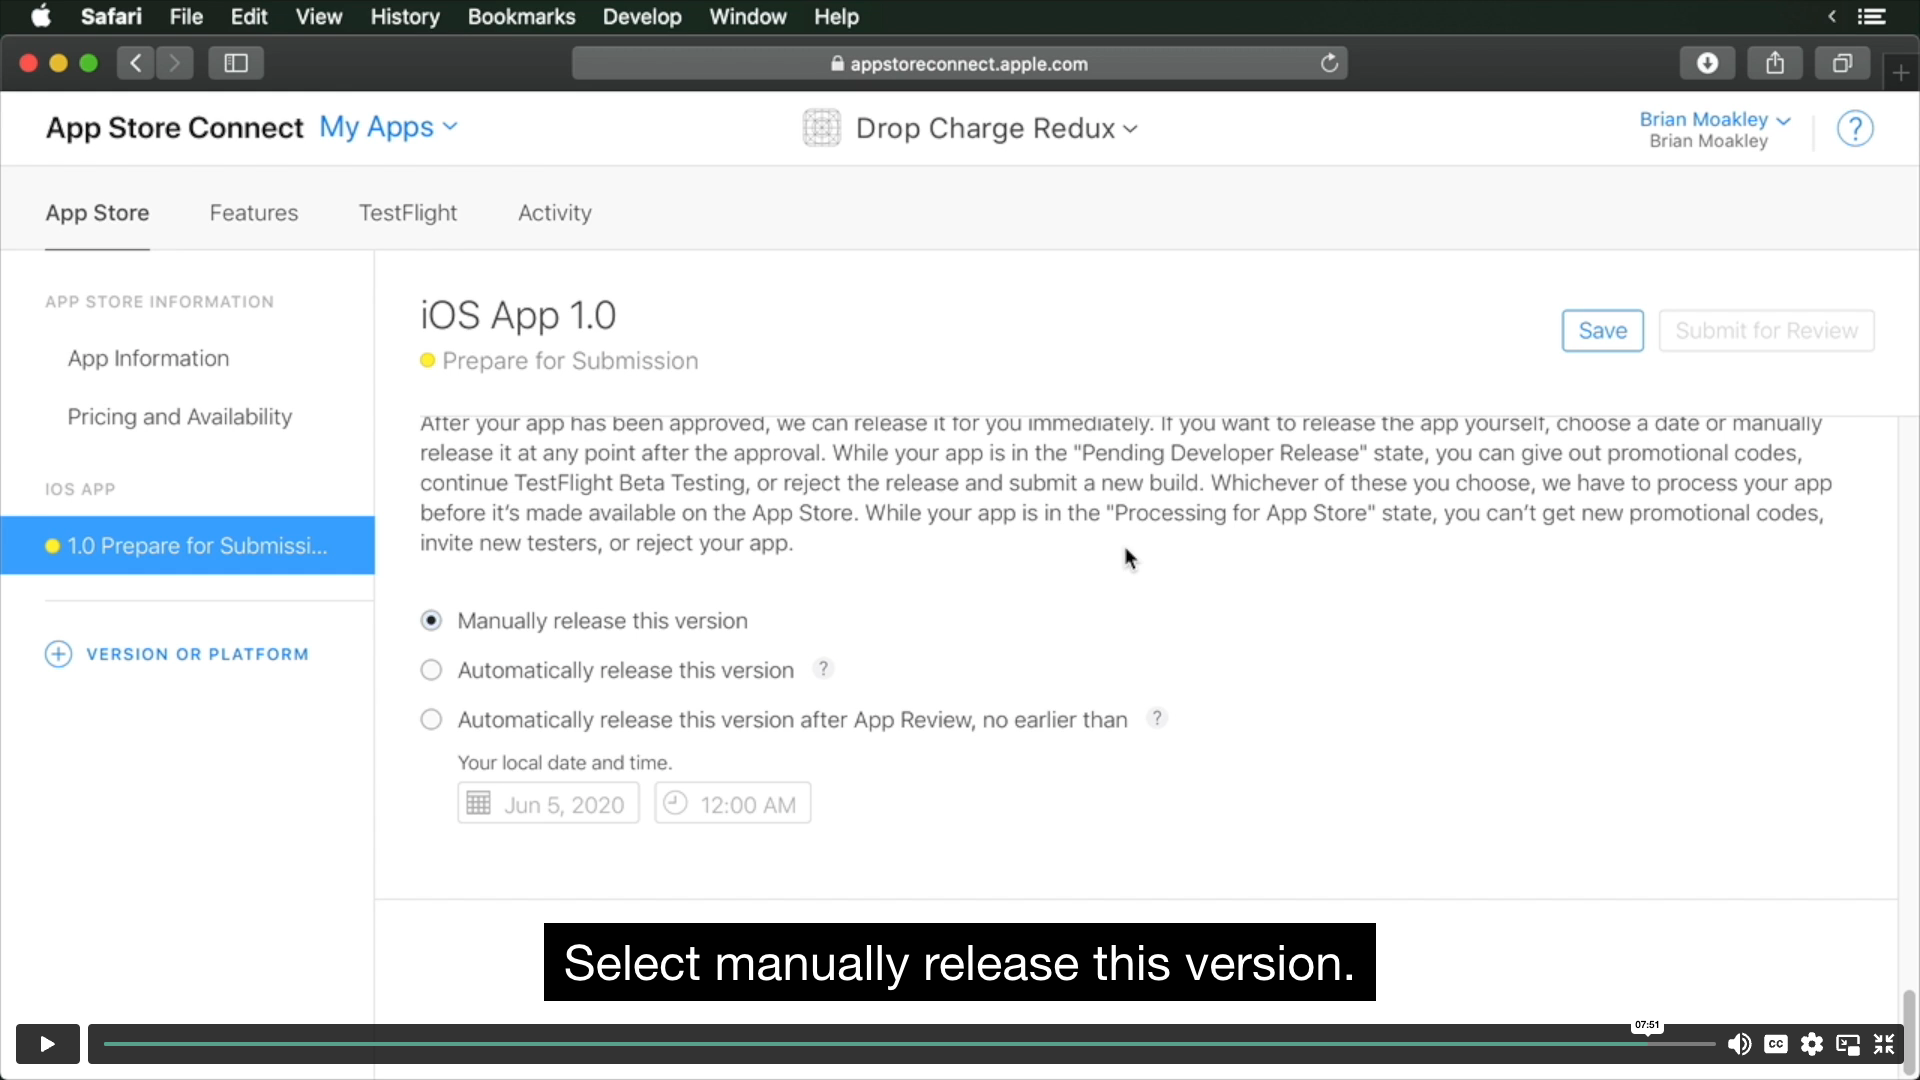 Safari File Edit View History Bookmarks Develop Window Help
appstoreconnect.apple.com
App Store Connect My Apps
Drop Charge Redux
Brian Moakley
Brian Moakley
?
App Store Features TestFlight Activity
APP STORE INFORMATION
App Information
Pricing and Availability
IOS APP
1.0 Prepare for Submissi...
VERSION OR PLATFORM
iOS App 1.0
Prepare for Submission
Save Submit for Review
After your app has been approved, we can release it for you immediately. If you want to release the app yourself, choose a date or manually
release it at any point after the approval. While your app is in the "Pending Developer Release" state, you can give out promotional codes,
continue TestFlight Beta Testing, or reject the release and submit a new build. Whichever of these you choose, we have to process your app
before it’s made available on the App Store. While your app is in the "Processing for App Store" state, you can’t get new promotional codes,
invite new testers, or reject your app.
Manually release this version
Automatically release this version ?
Automatically release this version after App Review, no earlier than ?
Your local date and time.
Jun 5, 2020 12:00 AM
Select manually release this version.
07:51
CC